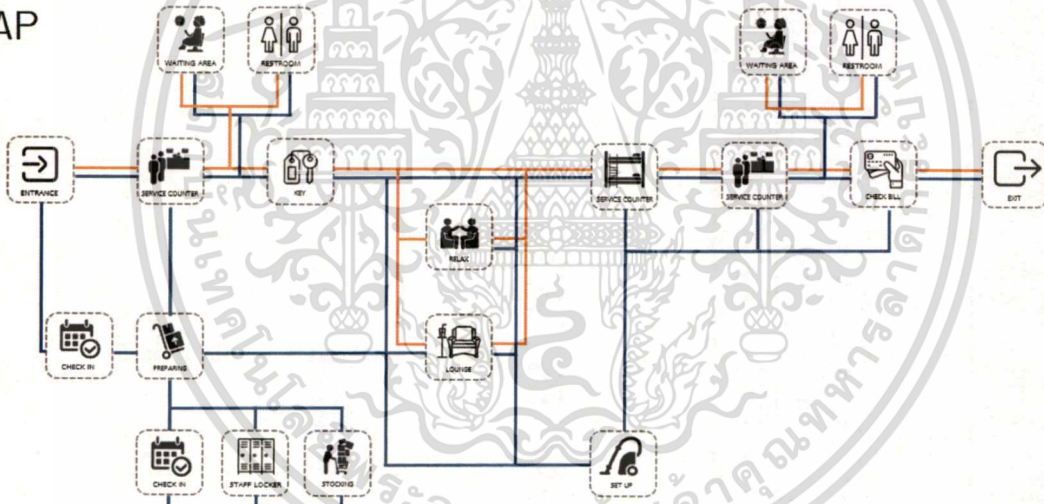 AP
WAITING AREA
RESTROOM
WAITING AREA
RESTROOM
ENTRANCE
SERVICE COUNTER
KEY
SERVICE COUNTER
SERVICE COUNTER
CHECK BILL
EXIT
RELAX
CHECK IN
PREPARING
LOUNGE
CHECK IN
STAFF LOCKER
STOCKING
SET UP